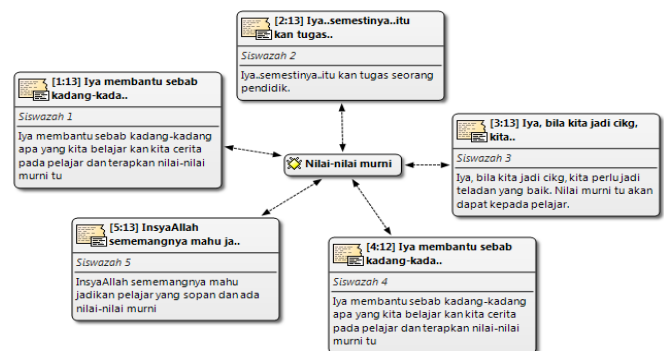 [2:13] Iya..semestinya..itu
kan tugas..
Siswazah 2
Iya..semestinya..itu kan tugas seorang
pendidik.
[1:13] Iya membantu sebab
kadang-kada..
Siswazah 1
Iya membantu sebab kadang-kadang
apa yang kita belajar kan kita cerita
pada pelajar dan terapkan nilai-nilai
murni tu
[3:13] Iya, bila kita jadi cikg,
kita..
Siswazah 3
Iya, bila kita jadi cikg, kita perlu jadi
teladan yang baik. Nilai murni tu akan
dapat kepada pelajar.
Nilai-nilai murni
[5:13] InsyaAllah
sememangnya mahu ja..
Siswazah 5
InsyaAllah sememangnya mahu
jadikan pelajar yang sopan dan ada
nilai-nilai murni
[4:12] Iya membantu sebab
kadang-kada..
Siswazah 4
Iya membantu sebab kadang-kadang
apa yang kita belajar kan kita cerita
pada pelajar dan terapkan nilai-nilai
murni tu